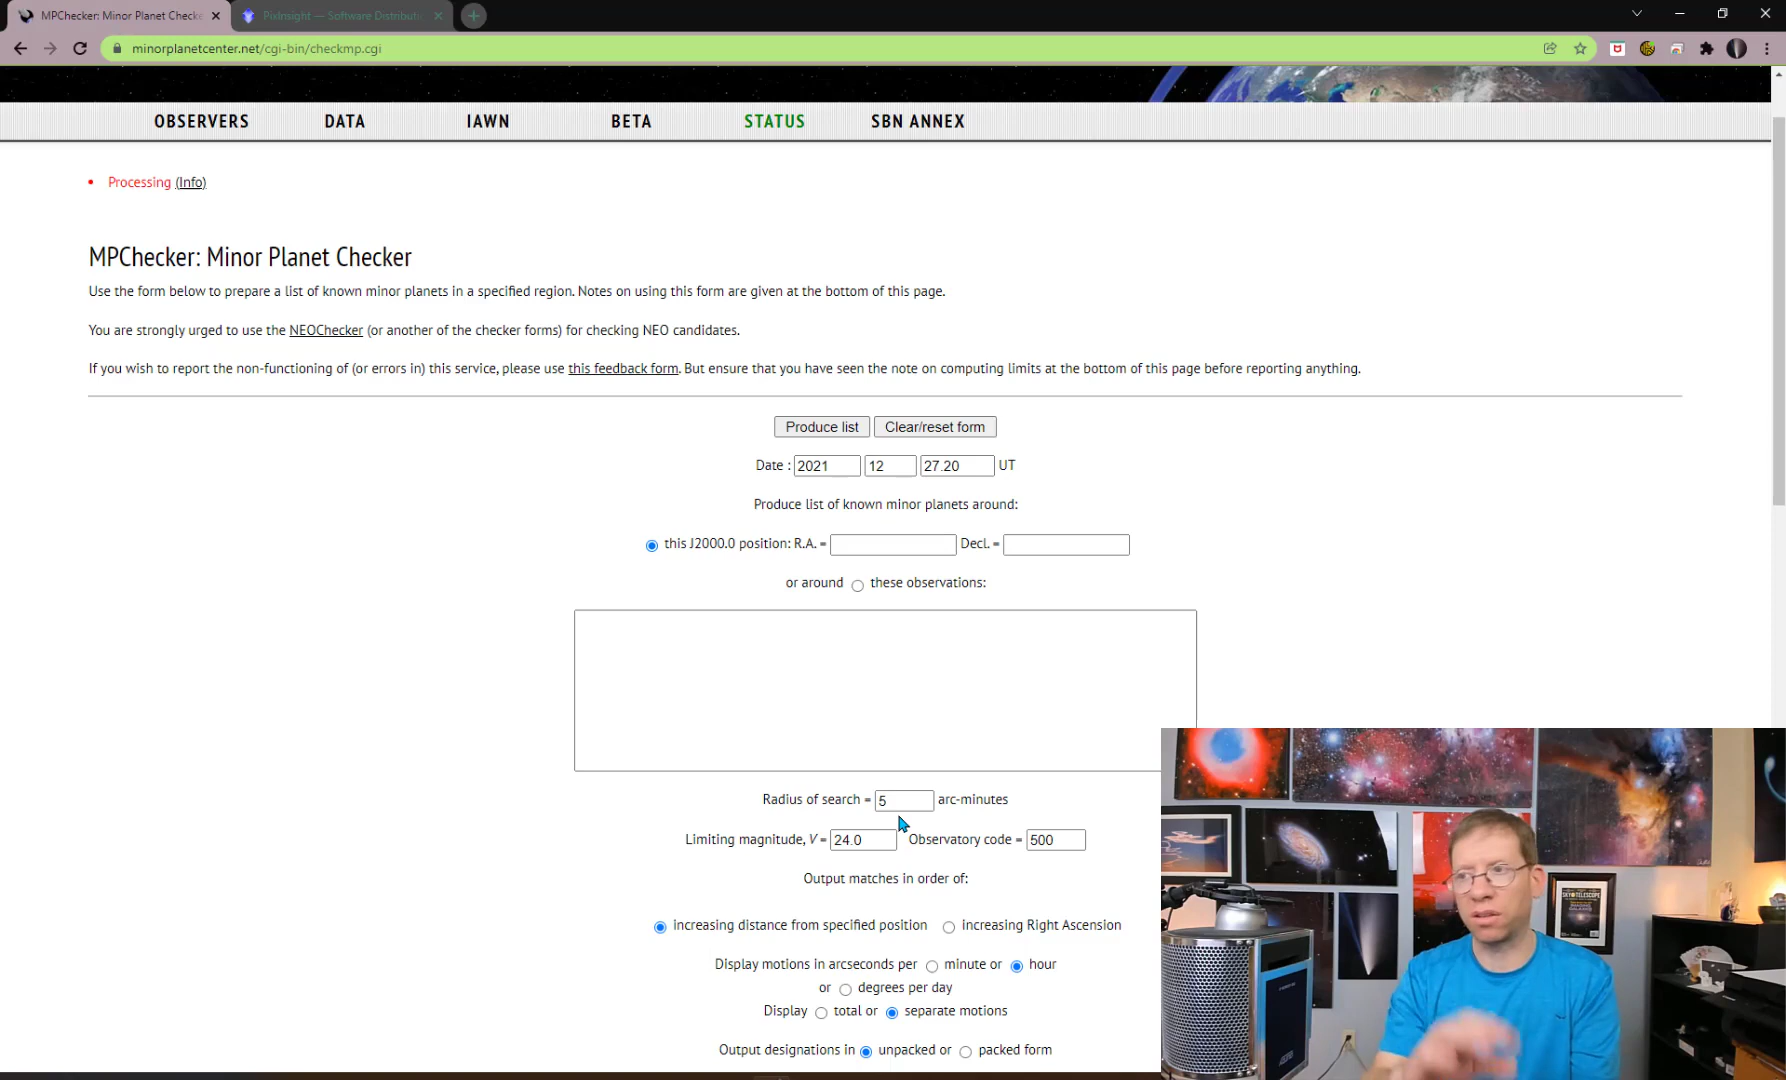 MPChecker: Minor Planet Checke
PixInsight — Software Distributi
minorplanetcenter.net/cgi-bin/checkmp.cgi
OBSERVERS DATA IAWN BETA STATUS SBN ANNEX
Processing (Info)
MPChecker: Minor Planet Checker
Use the form below to prepare a list of known minor planets in a specified region. Notes on using this form are given at the bottom of this page.
You are strongly urged to use the NEOChecker (or another of the checker forms) for checking NEO candidates.
If you wish to report the non-functioning of (or errors in) this service, please use this feedback form. But ensure that you have seen the note on computing limits at the bottom of this page before reporting anything.
Produce list Clear/reset form
Date : 2021 12 27.20 UT
Produce list of known minor planets around:
this J2000.0 position: R.A. = Decl. =
or around these observations:
Radius of search = 5 arc-minutes
Limiting magnitude, V = 24.0 Observatory code = 500
Output matches in order of:
increasing distance from specified position increasing Right Ascension
Display motions in arcseconds per minute or hour
or degrees per day
Display total or separate motions
Output designations in unpacked or packed form
SKY&TELESCOPE